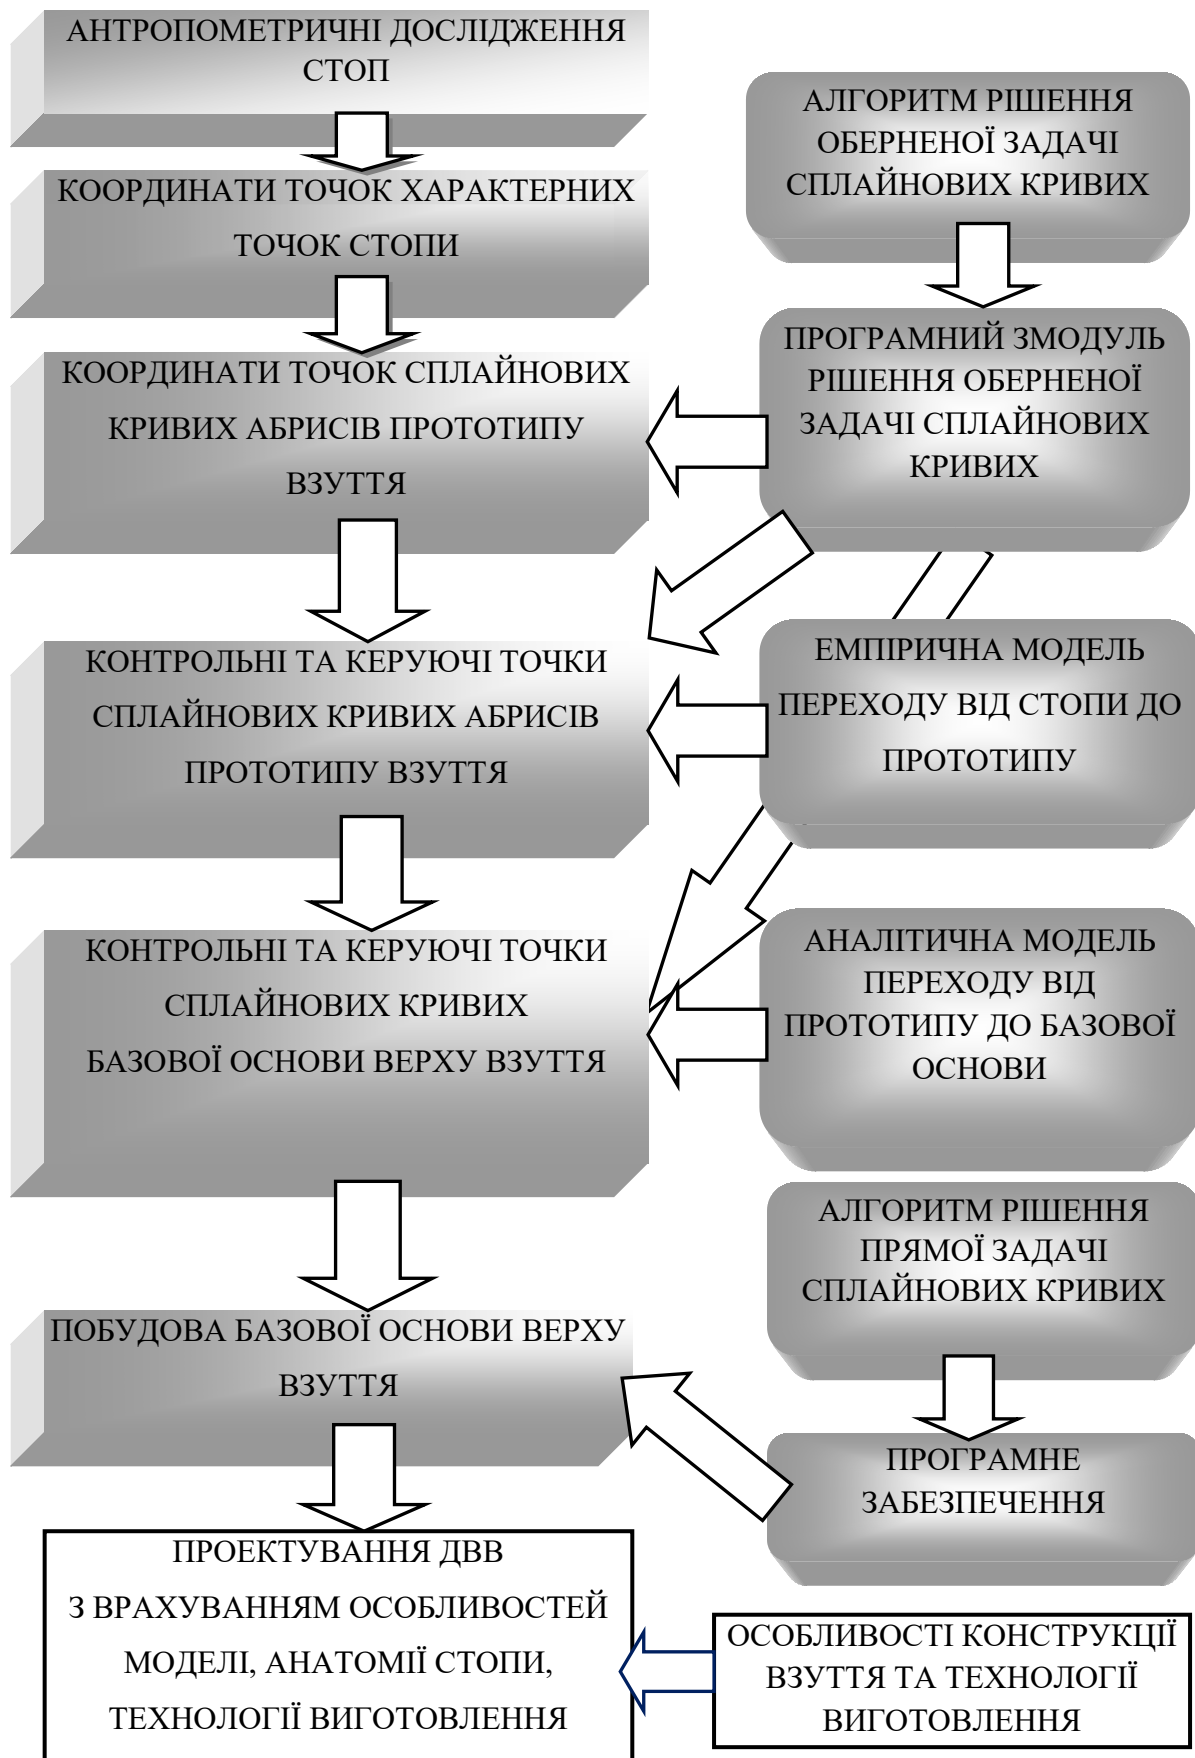 АНТРОПОМЕТРИЧНІ ДОСЛІДЖЕННЯ
СТОП
КООРДИНАТИ ТОЧОК ХАРАКТЕРНИХ
ТОЧОК СТОПИ
КООРДИНАТИ ТОЧОК СПЛАЙНОВИХ
КРИВИХ АБРИСІВ ПРОТОТИПУ
ВЗУТТЯ
КОНТРОЛЬНІ ТА КЕРУЮЧІ ТОЧКИ
СПЛАЙНОВИХ КРИВИХ АБРИСІВ
ПРОТОТИПУ ВЗУТТЯ
КОНТРОЛЬНІ ТА КЕРУЮЧІ ТОЧКИ
СПЛАЙНОВИХ КРИВИХ
БАЗОВОЇ ОСНОВИ ВЕРХУ ВЗУТТЯ
ПОБУДОВА БАЗОВОЇ ОСНОВИ ВЕРХУ
ВЗУТТЯ
ПРОЕКТУВАННЯ ДВВ
З ВРАХУВАННЯМ ОСОБЛИВОСТЕЙ
МОДЕЛІ, АНАТОМІЇ СТОПИ,
ТЕХНОЛОГІЇ ВИГОТОВЛЕННЯ
АЛГОРИТМ РІШЕННЯ
ОБЕРНЕНОЇ ЗАДАЧІ
СПЛАЙНОВИХ КРИВИХ
ПРОГРАМНИЙ ЗМОДУЛЬ
РІШЕННЯ ОБЕРНЕНОЇ
ЗАДАЧІ СПЛАЙНОВИХ
КРИВИХ
ЕМПІРИЧНА МОДЕЛЬ
ПЕРЕХОДУ ВІД СТОПИ ДО
ПРОТОТИПУ
АНАЛІТИЧНА МОДЕЛЬ
ПЕРЕХОДУ ВІД
ПРОТОТИПУ ДО БАЗОВОЇ
ОСНОВИ
АЛГОРИТМ РІШЕННЯ
ПРЯМОЇ ЗАДАЧІ
СПЛАЙНОВИХ КРИВИХ
ПРОГРАМНЕ
ЗАБЕЗПЕЧЕННЯ
ОСОБЛИВОСТІ КОНСТРУКЦІЇ
ВЗУТТЯ ТА ТЕХНОЛОГІЇ
ВИГОТОВЛЕННЯ